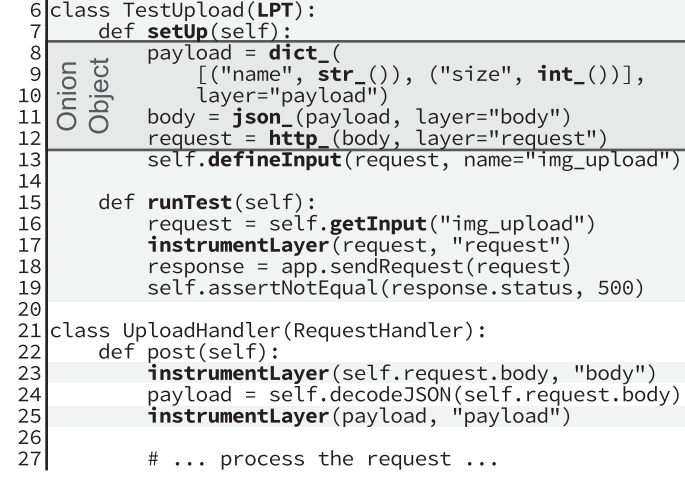 6 class TestUpload(LPT):
7     def setUp(self):
8         payload = dict_(
9             [("name", str_()), ("size", int_())],
10             layer="payload")
11         body = json_(payload, layer="body")
12         request = http_(body, layer="request")
Onion
Object
13         self.defineInput(request, name="img_upload")
14
15     def runTest(self):
16         request = self.getInput("img_upload")
17         instrumentLayer(request, "request")
18         response = app.sendRequest(request)
19         self.assertNotEqual(response.status, 500)
20
21 class UploadHandler(RequestHandler):
22     def post(self):
23         instrumentLayer(self.request.body, "body")
24         payload = self.decodeJSON(self.request.body)
25         instrumentLayer(payload, "payload")
26
27         # ... process the request ...